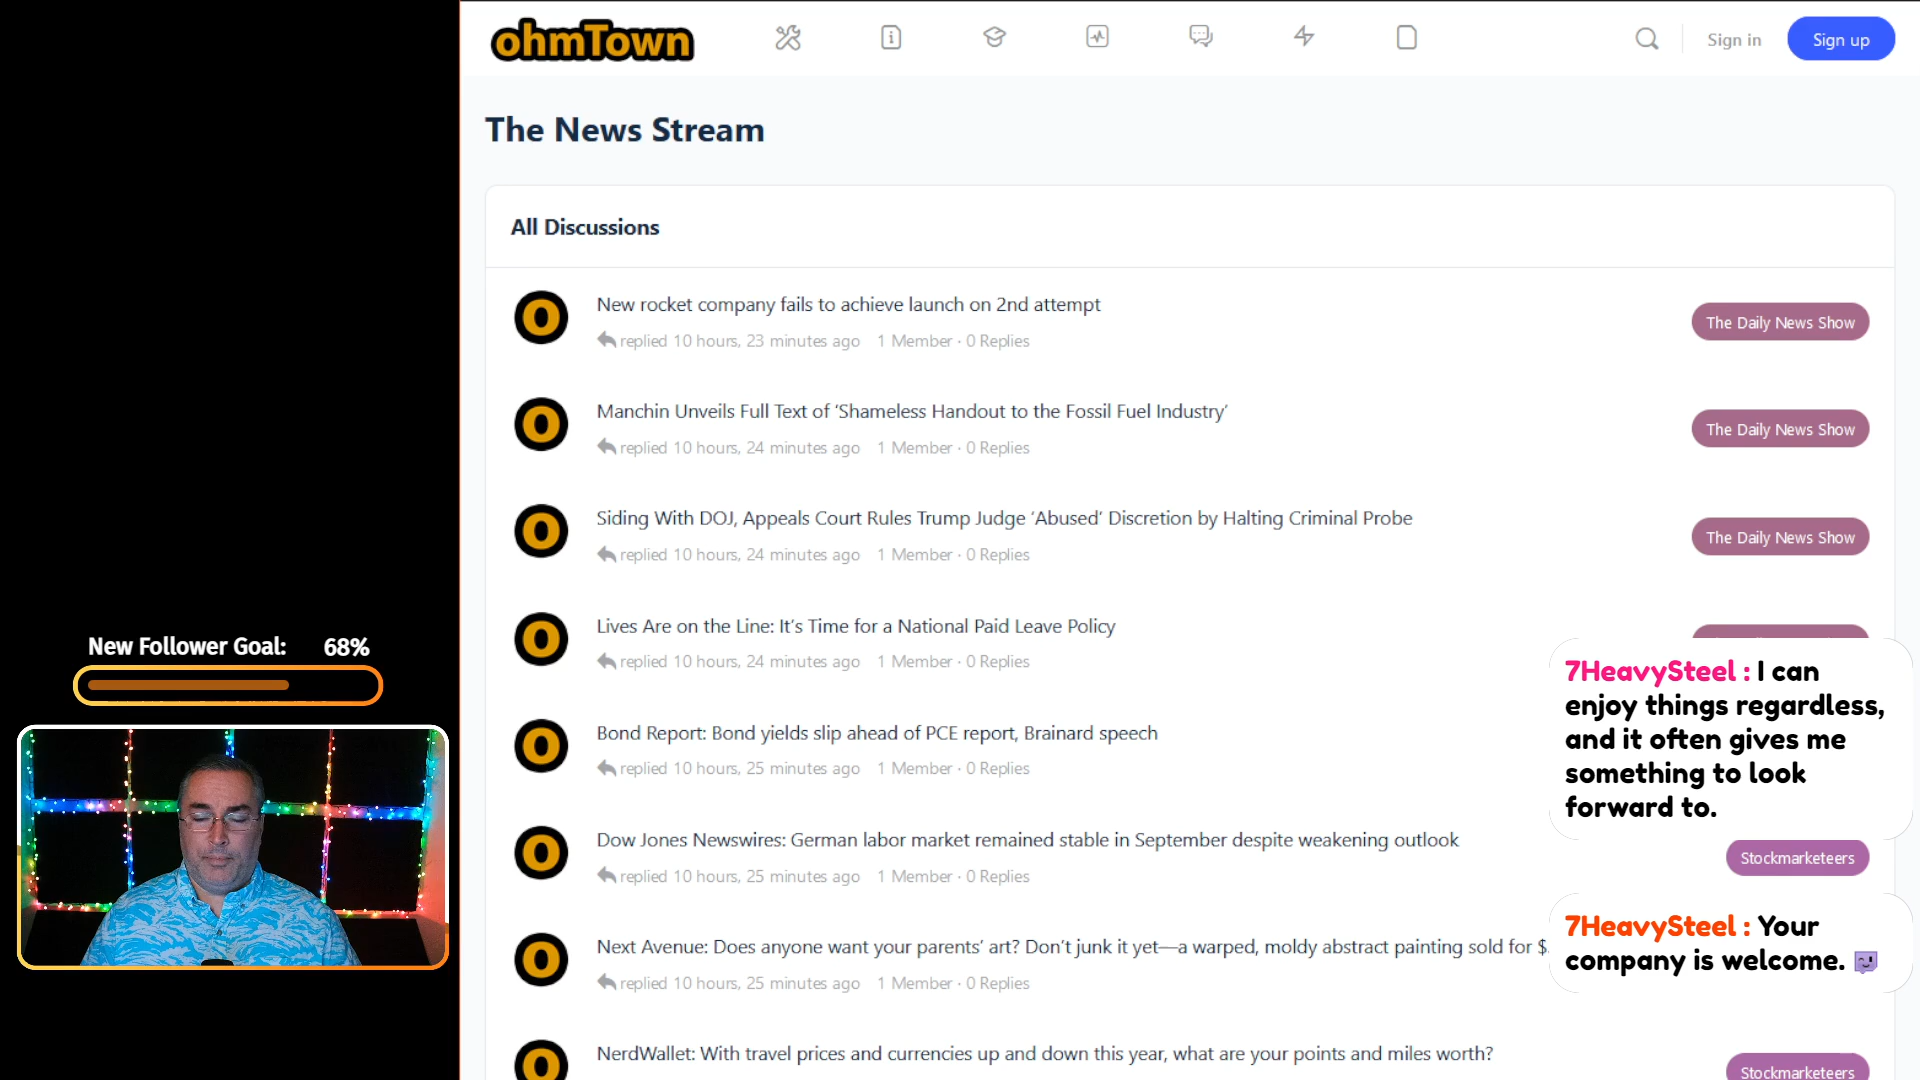 ohmTown
Sign in
Sign up
The News Stream
All Discussions
New rocket company fails to achieve launch on 2nd attempt
replied 10 hours, 23 minutes ago 1 Member · 0 Replies
The Daily News Show
Manchin Unveils Full Text of ‘Shameless Handout to the Fossil Fuel Industry’
replied 10 hours, 24 minutes ago 1 Member · 0 Replies
The Daily News Show
Siding With DOJ, Appeals Court Rules Trump Judge ‘Abused’ Discretion by Halting Criminal Probe
replied 10 hours, 24 minutes ago 1 Member · 0 Replies
The Daily News Show
Lives Are on the Line: It’s Time for a National Paid Leave Policy
replied 10 hours, 24 minutes ago 1 Member · 0 Replies
Bond Report: Bond yields slip ahead of PCE report, Brainard speech
replied 10 hours, 25 minutes ago 1 Member · 0 Replies
Dow Jones Newswires: German labor market remained stable in September despite weakening outlook
replied 10 hours, 25 minutes ago 1 Member · 0 Replies
Stockmarketeers
Next Avenue: Does anyone want your parents’ art? Don’t junk it yet—a warped, moldy abstract painting sold for $
replied 10 hours, 25 minutes ago 1 Member · 0 Replies
NerdWallet: With travel prices and currencies up and down this year, what are your points and miles worth?
Stockmarketeers
New Follower Goal: 68%
7HeavySteel : I can
enjoy things regardless,
and it often gives me
something to look
forward to.
7HeavySteel : Your
company is welcome.